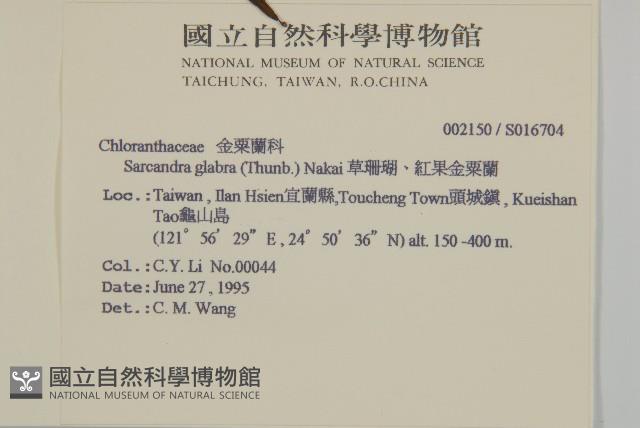 國立自然科學博物館
NATIONAL MUSEUM OF NATURAL SCIENCE
TAICHUNG, TAIWAN, R.O.CHINA
002150 / S016704
Chloranthaceae 金粟蘭科
Sarcandra glabra (Thunb.) Nakai 草珊瑚、紅果金粟蘭
Loc.:Taiwan , Ilan Hsien宜蘭縣,Toucheng Town頭城鎮 , Kueishan
Tao龜山島
(121° 56' 29" E , 24° 50' 36" N) alt. 150 -400 m.
Col.:C.Y. Li No.00044
Date:June 27 , 1995
Det.:C. M. Wang
國立自然科學博物館
NATIONAL MUSEUM OF NATURAL SCIENCE